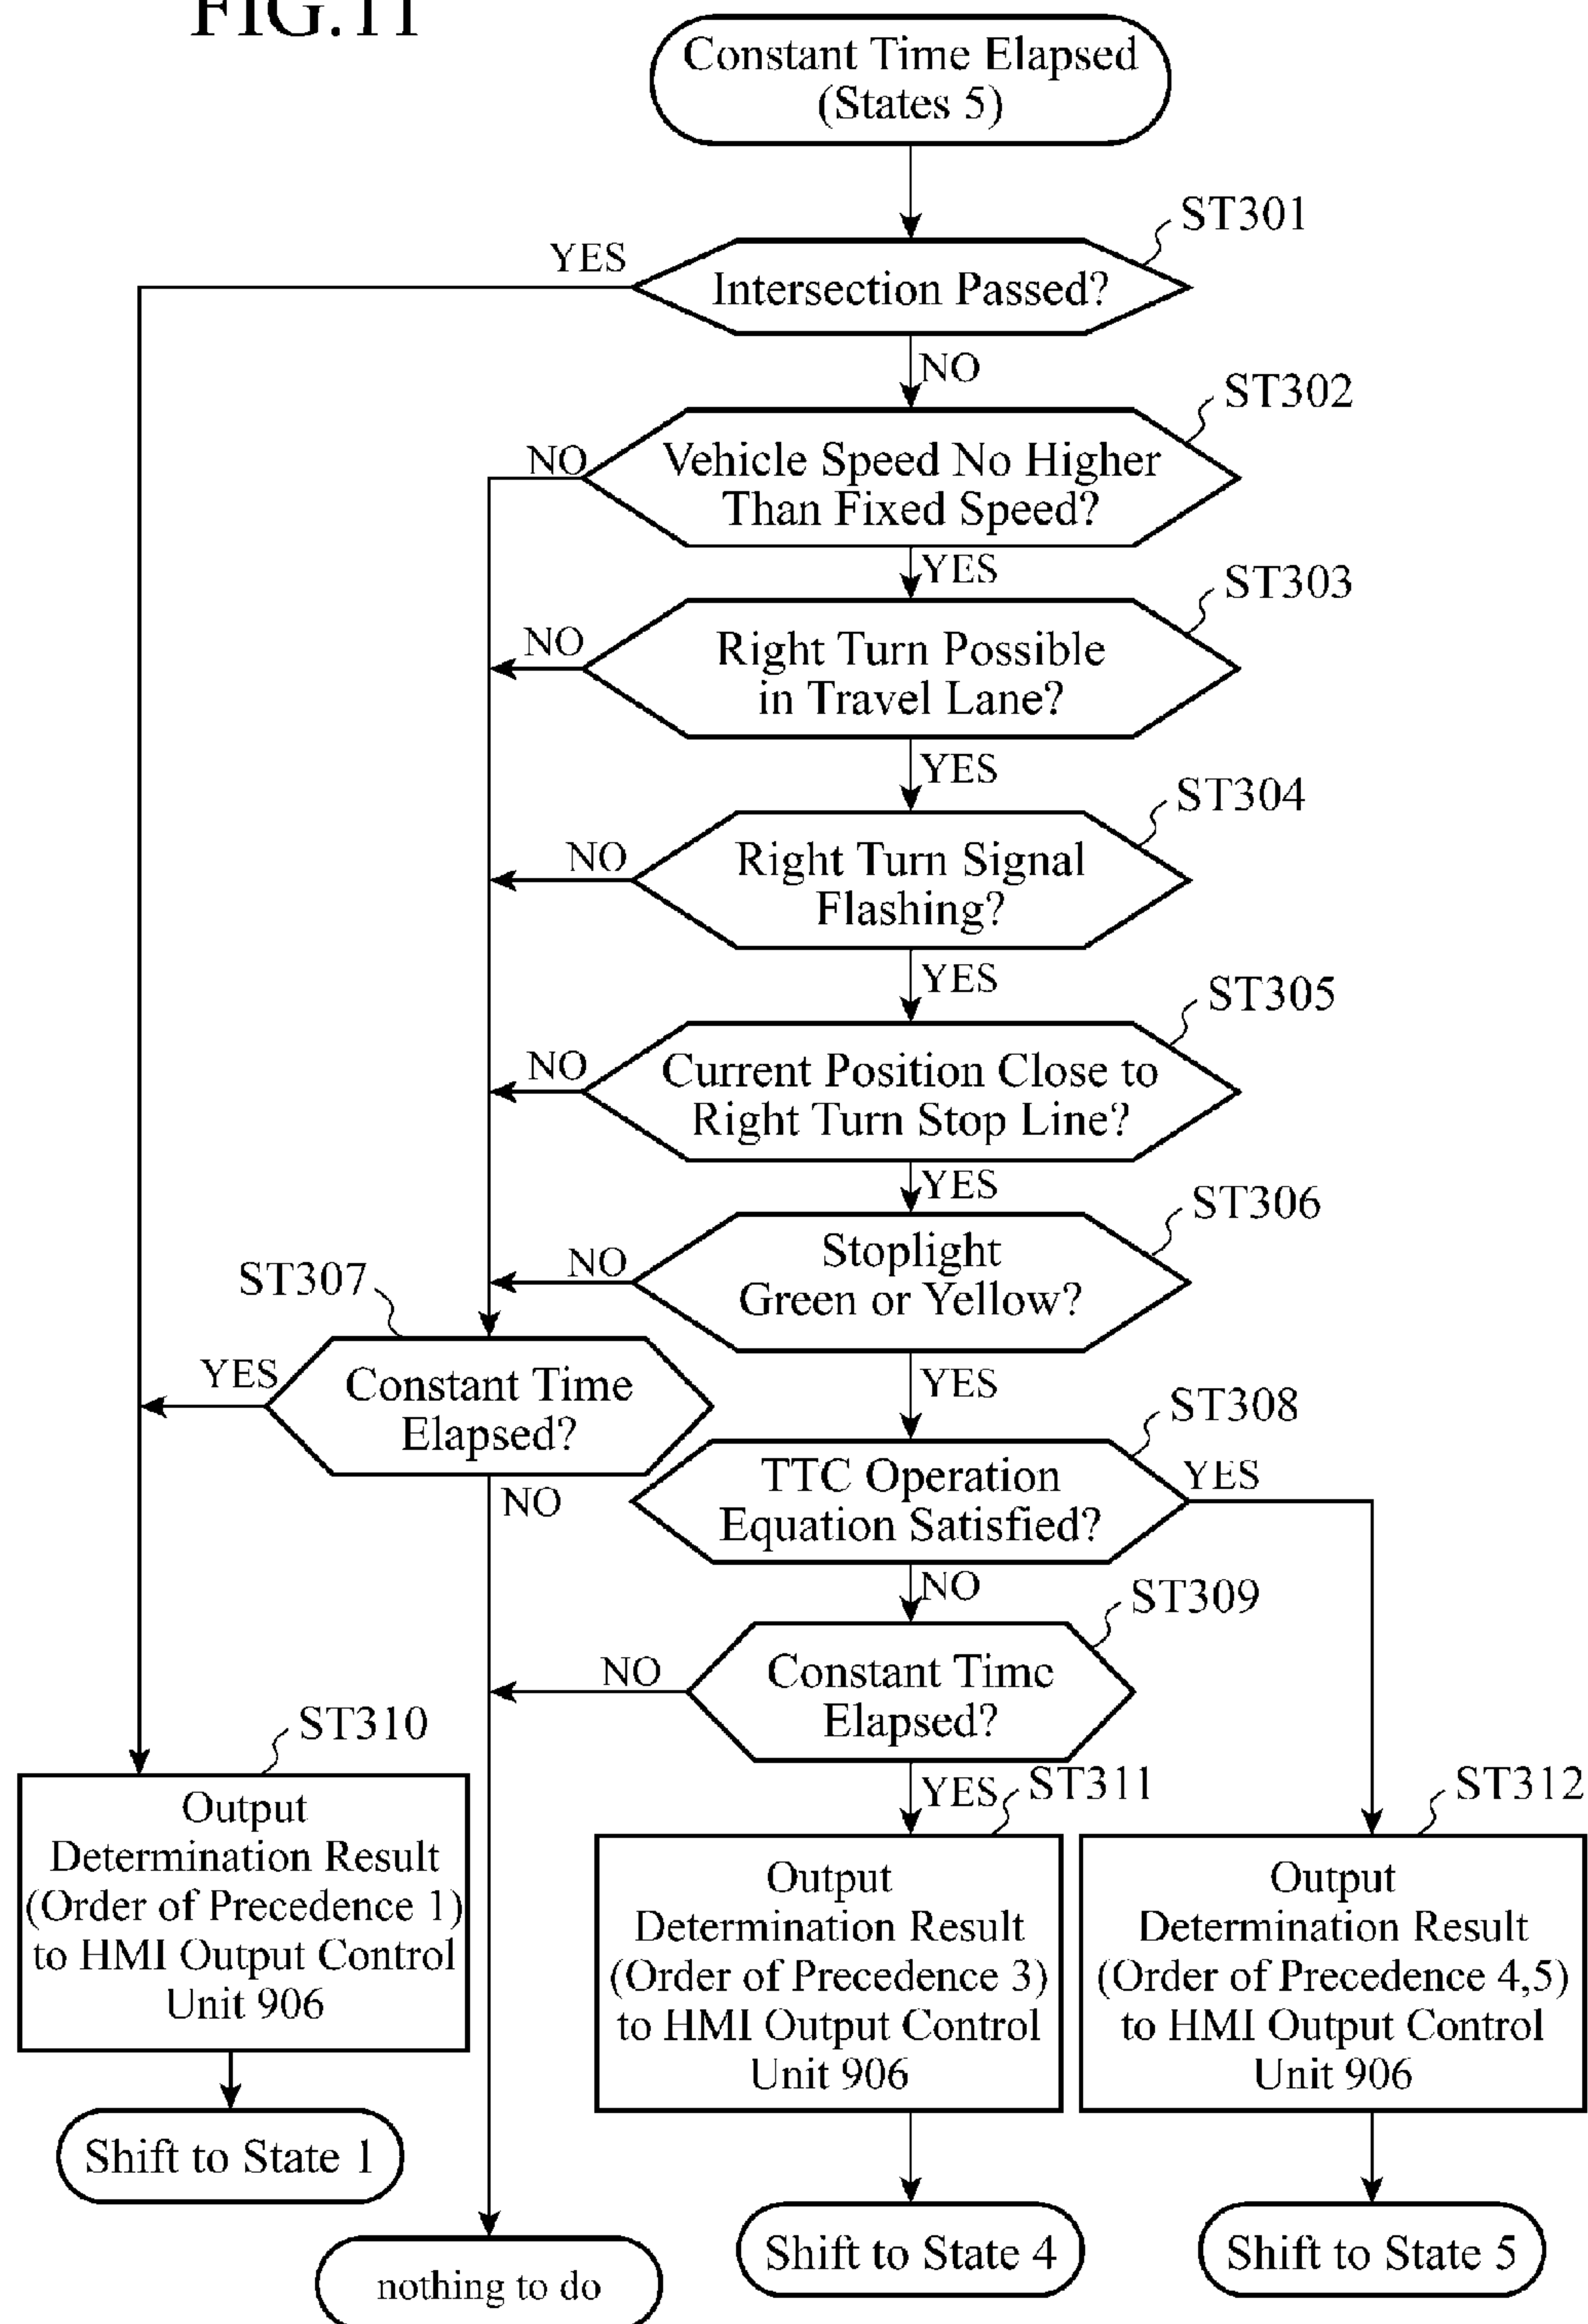 FIG.11
Constant Time Elapsed
(States 5)
ST301
YES
Intersection Passed?
NO
ST302
NO
Vehicle Speed No Higher
Than Fixed Speed?
YES
ST303
NO
Right Turn Possible
in Travel Lane?
YES
ST304
NO
Right Turn Signal
Flashing?
YES
ST305
NO
Current Position Close to
Right Turn Stop Line?
YES
ST306
NO
Stoplight
Green or Yellow?
YES
ST307
YES
Constant Time
Elapsed?
NO
ST308
YES
TTC Operation
Equation Satisfied?
NO
ST309
NO
Constant Time
Elapsed?
YES
ST310
Output
Determination Result
(Order of Precedence 1)
to HMI Output Control
Unit 906
Shift to State 1
nothing to do
ST311
Output
Determination Result
(Order of Precedence 3)
to HMI Output Control
Unit 906
Shift to State 4
ST312
Output
Determination Result
(Order of Precedence 4,5)
to HMI Output Control
Unit 906
Shift to State 5